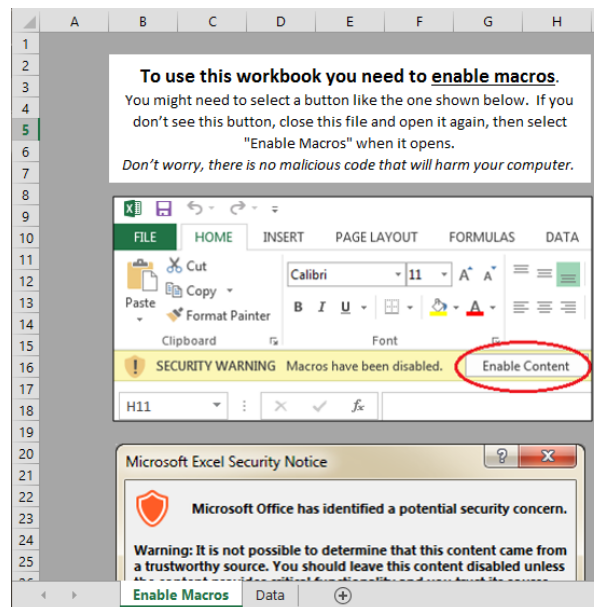 A B C D E F G H
1
2
3
4
5
6
7
8
9
10
11
12
13
14
15
16
17
18
19
20
21
22
23
24
25
To use this workbook you need to enable macros.
You might need to select a button like the one shown below. If you
don't see this button, close this file and open it again, then select
"Enable Macros" when it opens.
Don't worry, there is no malicious code that will harm your computer.
FILE HOME INSERT PAGE LAYOUT FORMULAS DATA
Cut
Copy
Format Painter
Paste
Calibri 11 A A
B I U A
Clipboard Font
SECURITY WARNING Macros have been disabled. Enable Content
H11 fx
Microsoft Excel Security Notice ? X
Microsoft Office has identified a potential security concern.
Warning: It is not possible to determine that this content came from
a trustworthy source. You should leave this content disabled unless
Enable Macros Data